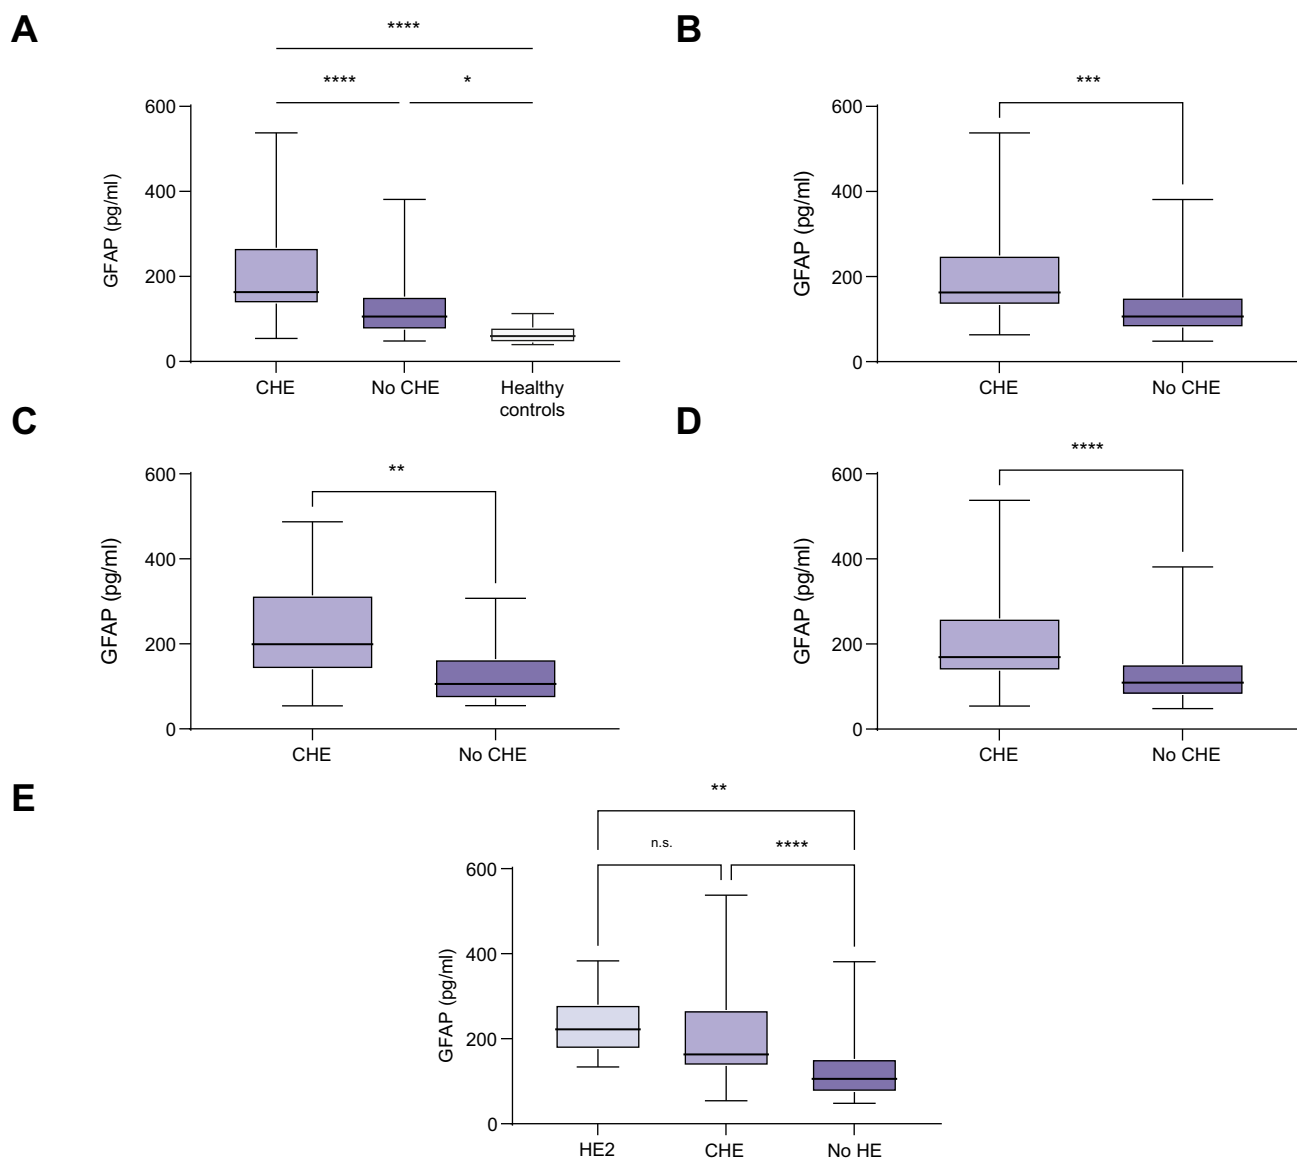 A
****
**** *
600
400
200
0
GFAP (pg/ml)
CHE No CHE Healthy
controls
B
***
600
400
200
0
GFAP (pg/ml)
CHE No CHE
C
**
600
400
200
0
GFAP (pg/ml)
CHE No CHE
D
****
600
400
200
0
GFAP (pg/ml)
CHE No CHE
E
**
n.s. ****
600
400
200
0
GFAP (pg/ml)
HE2 CHE No HE